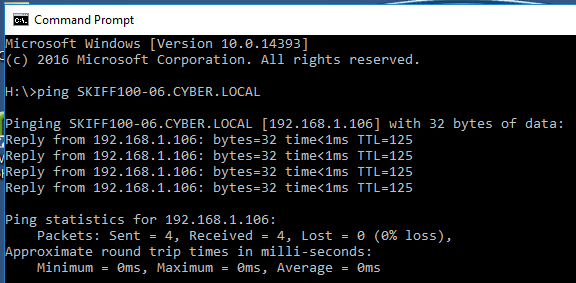 Command Prompt
Microsoft Windows [Version 10.0.14393]
(c) 2016 Microsoft Corporation. All rights reserved.
H:\>ping SKIFF100-06.CYBER.LOCAL
Pinging SKIFF100-06.CYBER.LOCAL [192.168.1.106] with 32 bytes of data:
Reply from 192.168.1.106: bytes=32 time<1ms TTL=125
Reply from 192.168.1.106: bytes=32 time<1ms TTL=125
Reply from 192.168.1.106: bytes=32 time<1ms TTL=125
Reply from 192.168.1.106: bytes=32 time<1ms TTL=125
Ping statistics for 192.168.1.106:
    Packets: Sent = 4, Received = 4, Lost = 0 (0% loss),
Approximate round trip times in milli-seconds:
    Minimum = 0ms, Maximum = 0ms, Average = 0ms